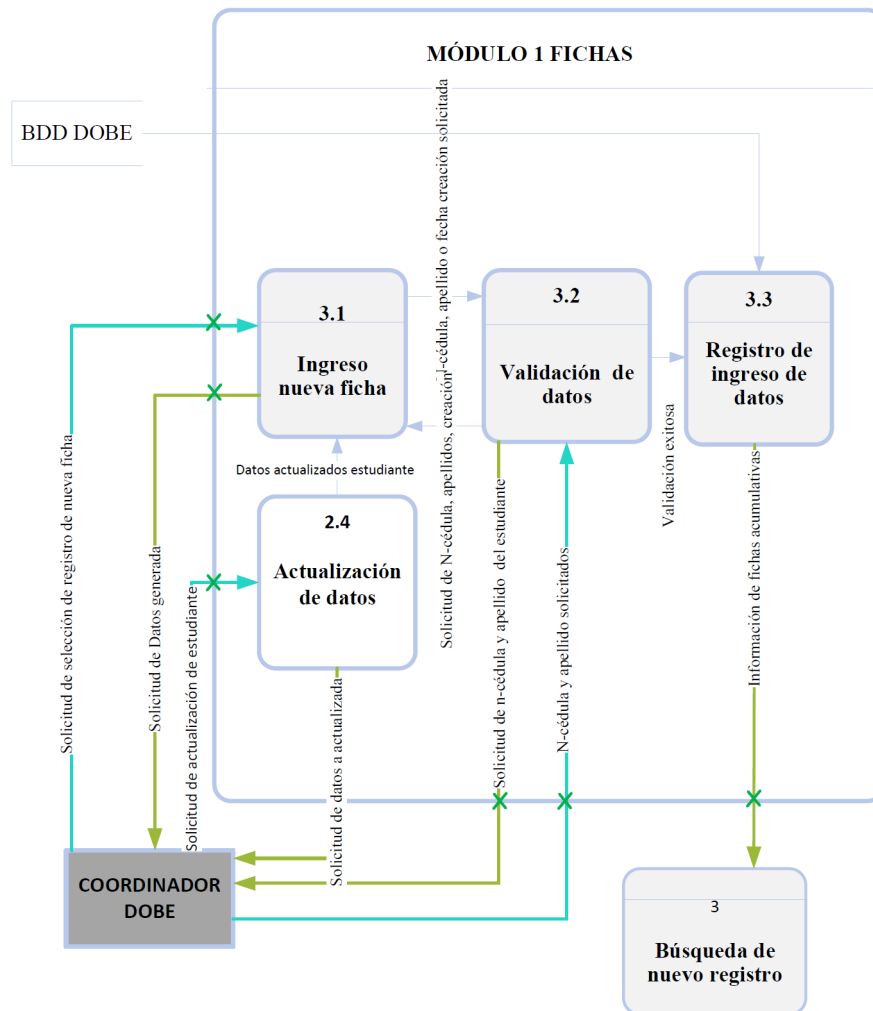 MÓDULO 1 FICHAS
BDD DOBE
3.1
Ingreso
nueva ficha
3.2
Validación de
datos
3.3
Registro de
ingreso de
datos
-cédula, apellido o fecha creación solicitada
Solicitud de N-cédula, apellidos, creación
Validación exitosa
Datos actualizados estudiante
2.4
Actualización
de datos
Solicitud de selección de registro de nueva ficha
Solicitud de Datos generada
Solicitud de actualización de estudiante
Solicitud de datos a actualizada
Solicitud de n-cédula y apellido del estudiante
N-cédula y apellido solicitados
Información de fichas acumulativas
COORDINADOR
DOBE
3
Búsqueda de
nuevo registro